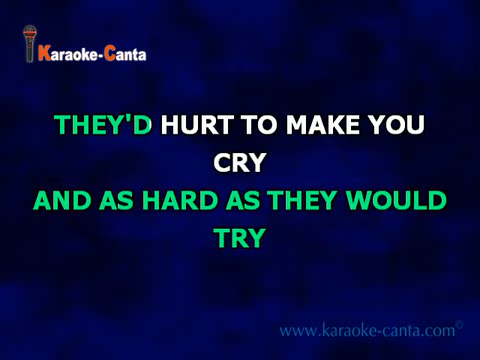 Karaoke-Canta
THEY'D HURT TO MAKE YOU
CRY
AND AS HARD AS THEY WOULD
TRY
www.karaoke-canta.com©